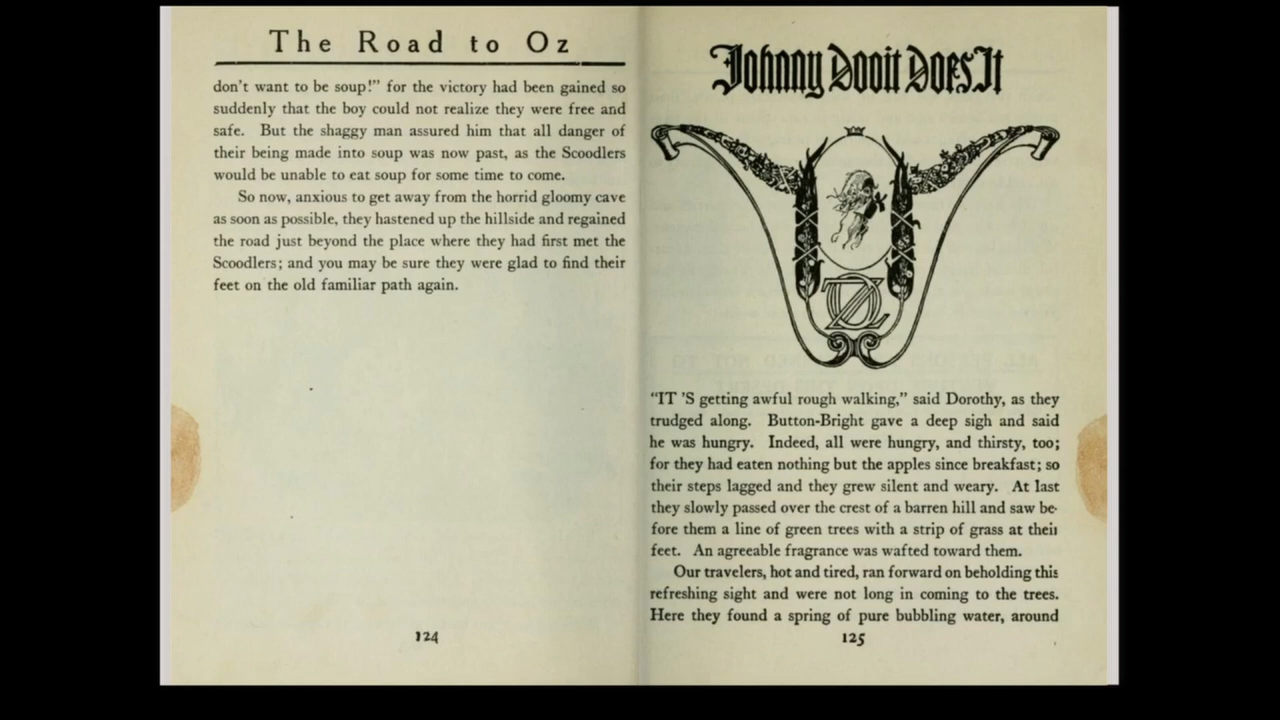 The Road to Oz
don't want to be soup!" for the victory had been gained so
suddenly that the boy could not realize they were free and
safe. But the shaggy man assured him that all danger of
their being made into soup was now past, as the Scoodlers
would be unable to eat soup for some time to come.
So now, anxious to get away from the horrid gloomy cave
as soon as possible, they hastened up the hillside and regained
the road just beyond the place where they had first met the
Scoodlers; and you may be sure they were glad to find their
feet on the old familiar path again.
124
Johnny Dooit Does It
OZ
"IT 'S getting awful rough walking," said Dorothy, as they
trudged along. Button-Bright gave a deep sigh and said
he was hungry. Indeed, all were hungry, and thirsty, too;
for they had eaten nothing but the apples since breakfast; so
their steps lagged and they grew silent and weary. At last
they slowly passed over the crest of a barren hill and saw be-
fore them a line of green trees with a strip of grass at their
feet. An agreeable fragrance was wafted toward them.
Our travelers, hot and tired, ran forward on beholding this
refreshing sight and were not long in coming to the trees.
Here they found a spring of pure bubbling water, around
125